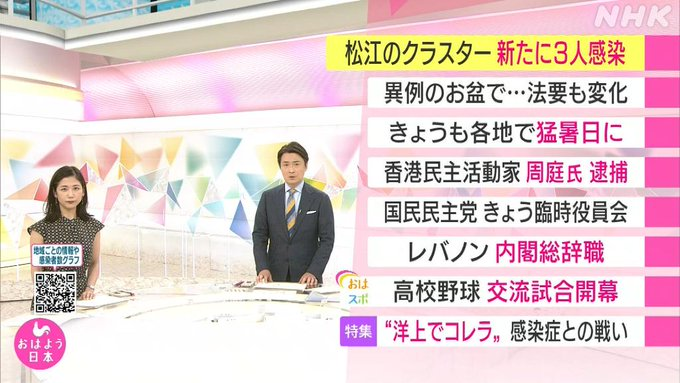 NHK
松江のクラスター 新たに3人感染
異例のお盆で…法要も変化
きょうも各地で猛暑日に
香港民主活動家 周庭氏 逮捕
国民民主党 きょう臨時役員会
レバノン 内閣総辞職
おはスポ
高校野球 交流試合開幕
特集 “洋上でコレラ„ 感染症との戦い
地域ごとの情報や
感染者数グラフ
おはよう
日本